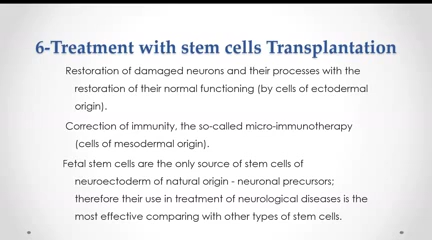 6-Treatment with stem cells Transplantation
Restoration of damaged neurons and their processes with the
restoration of their normal functioning (by cells of ectodermal
origin).
Correction of immunity, the so-called micro-immunotherapy
(cells of mesodermal origin).
Fetal stem cells are the only source of stem cells of
neuroectoderm of natural origin - neuronal precursors;
therefore their use in treatment of neurological diseases is the
most effective comparing with other types of stem cells.